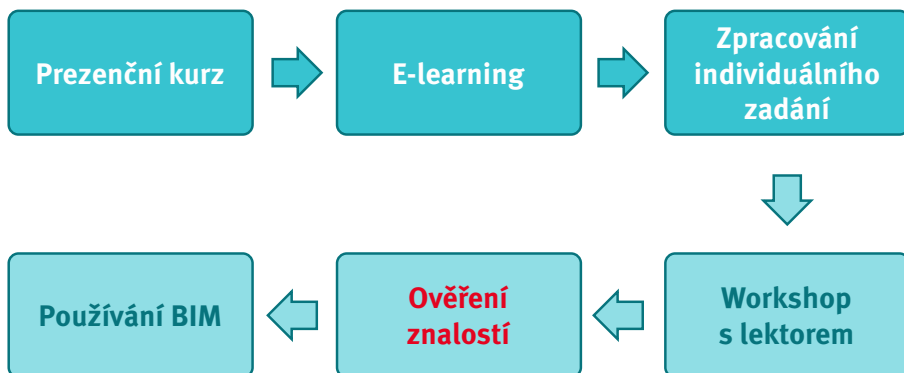 Prezenční kurz
E-learning
Zpracování
individuálního
zadání
Workshop
s lektorem
Ověření
znalostí
Používání BIM